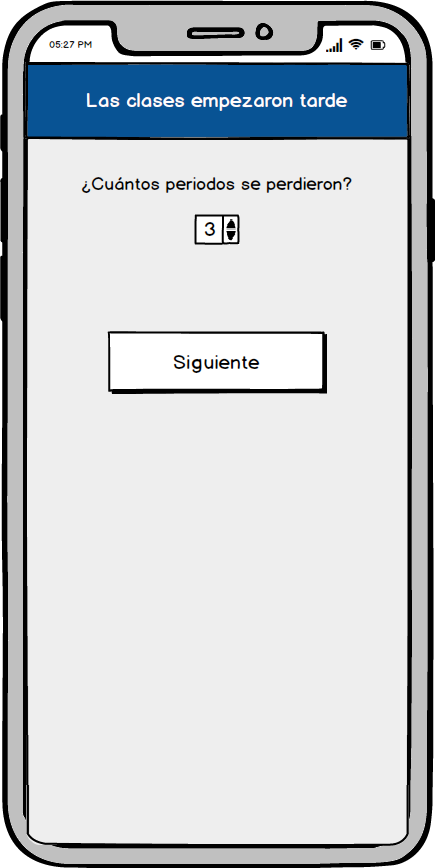 05:27 PM
Las clases empezaron tarde
¿Cuántos periodos se perdieron?
3
Siguiente